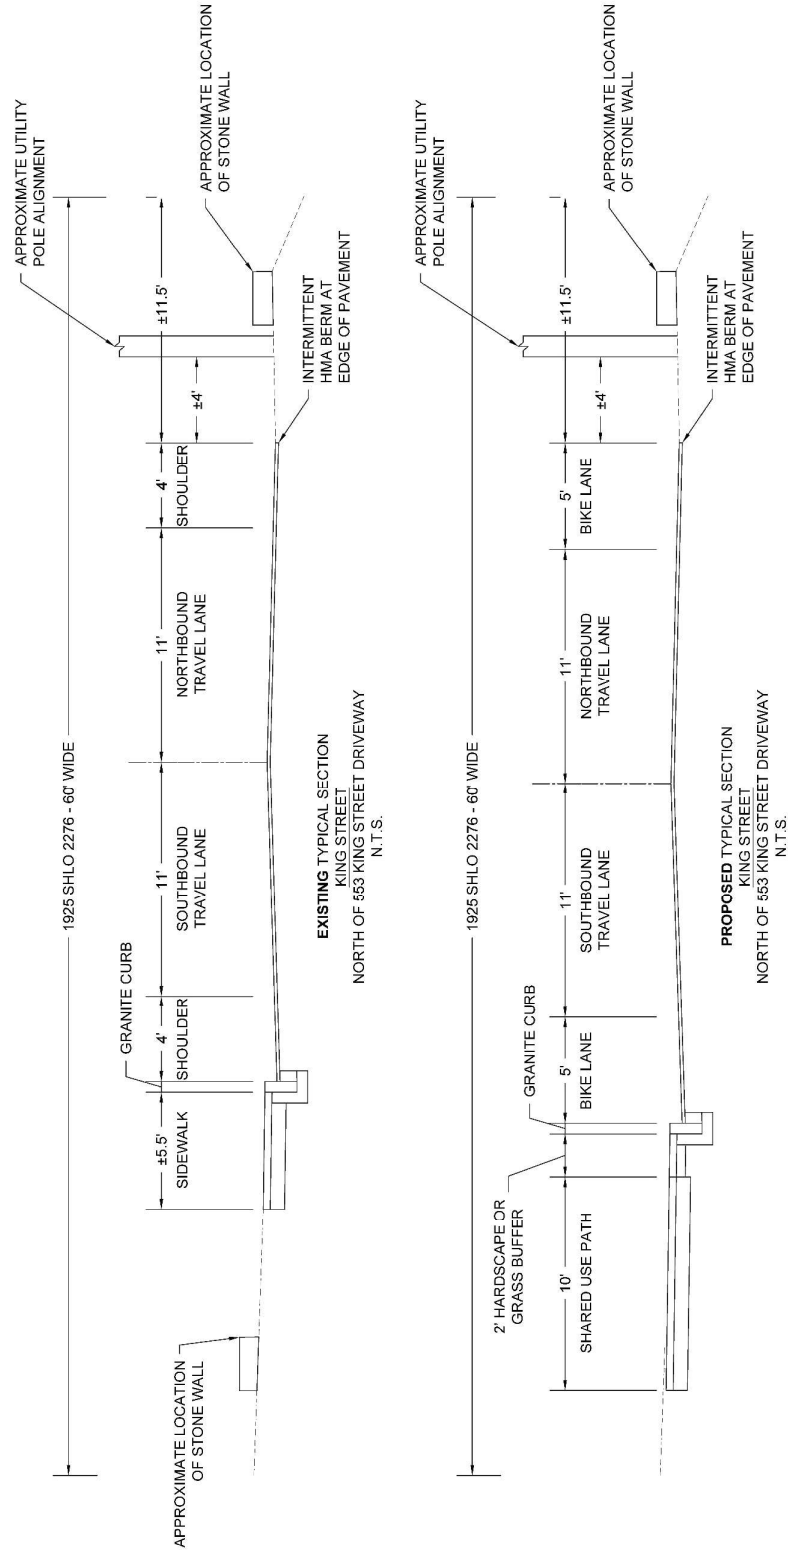 1925 SHLO 2276 - 60' WIDE
APPROXIMATE UTILITY
POLE ALIGNMENT
GRANITE CURB
±5.5'
SIDEWALK
4'
SHOULDER
11'
SOUTHBOUND
TRAVEL LANE
11'
NORTHBOUND
TRAVEL LANE
4'
SHOULDER
±11.5'
±4'
APPROXIMATE LOCATION
OF STONE WALL
APPROXIMATE LOCATION
OF STONE WALL
INTERMITTENT
HMA BERM AT
EDGE OF PAVEMENT
EXISTING TYPICAL SECTION
KING STREET
NORTH OF 553 KING STREET DRIVEWAY
N.T.S.
1925 SHLO 2276 - 60' WIDE
APPROXIMATE UTILITY
POLE ALIGNMENT
2' HARDSCAPE OR
GRASS BUFFER
GRANITE CURB
10'
SHARED USE PATH
5'
BIKE LANE
11'
SOUTHBOUND
TRAVEL LANE
11'
NORTHBOUND
TRAVEL LANE
5'
BIKE LANE
±11.5'
±4'
APPROXIMATE LOCATION
OF STONE WALL
INTERMITTENT
HMA BERM AT
EDGE OF PAVEMENT
PROPOSED TYPICAL SECTION
KING STREET
NORTH OF 553 KING STREET DRIVEWAY
N.T.S.